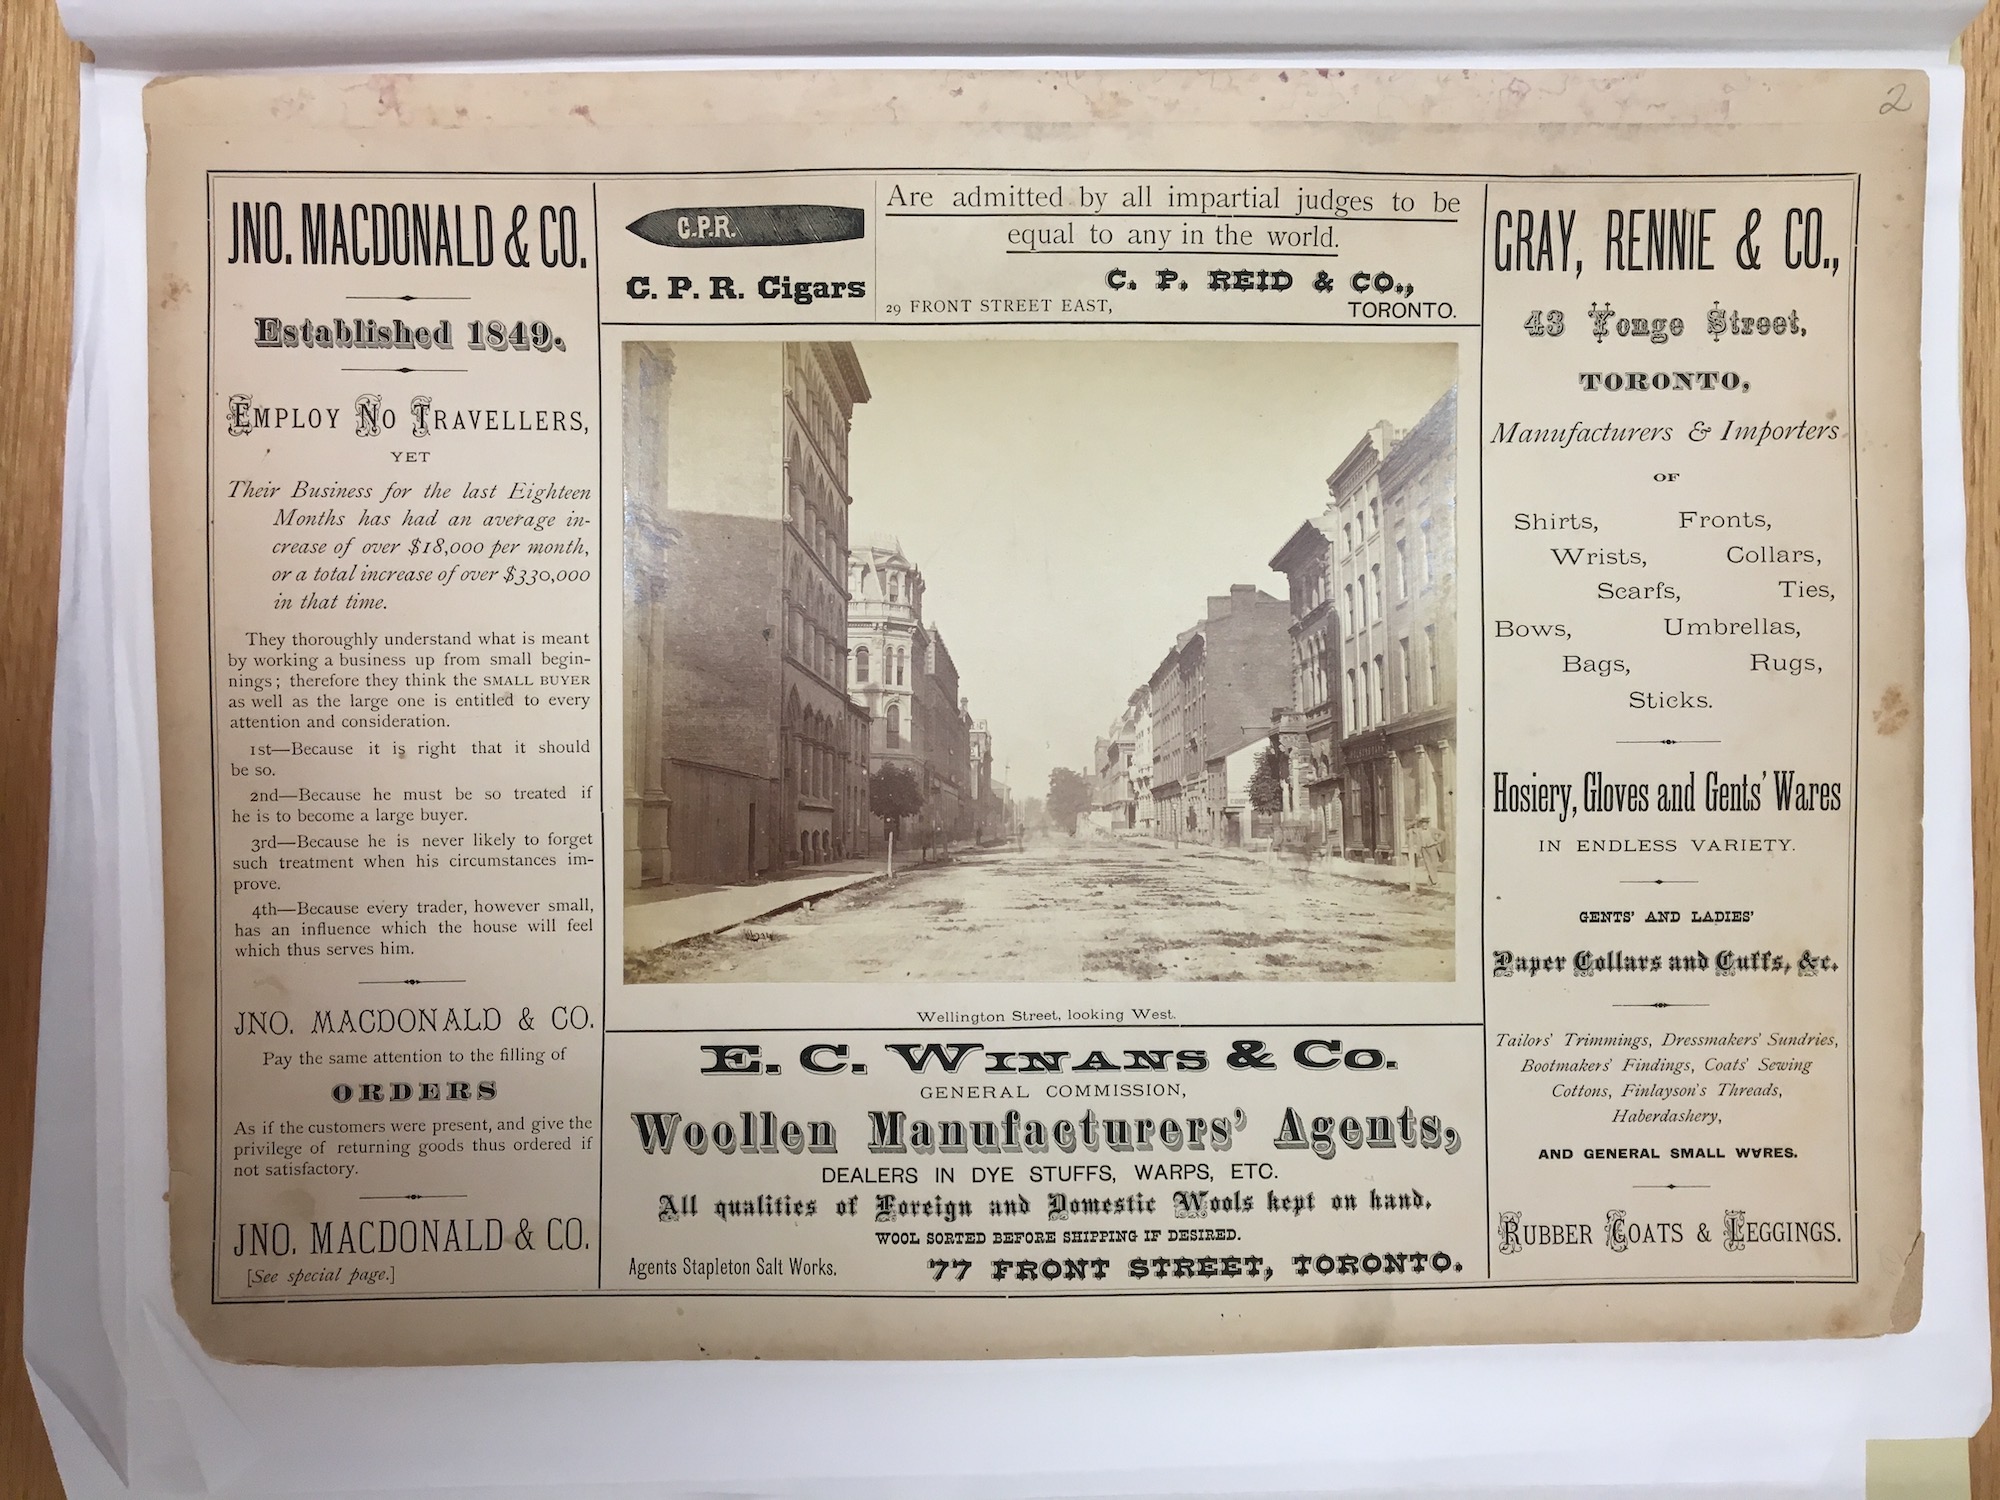 2
JNO. MACDONALD & CO.
Established 1849.
EMPLOY NO TRAVELLERS,
YET
Their Business for the last Eighteen
Months has had an average in-
crease of over $18,000 per month,
or a total increase of over $330,000
in that time.
They thoroughly understand what is meant
by working a business up from small begin-
nings; therefore they think the SMALL BUYER
as well as the large one is entitled to every
attention and consideration.
1st—Because it is right that it should
be so.
2nd—Because he must be so treated if
he is to become a large buyer.
3rd—Because he is never likely to forget
such treatment when his circumstances im-
prove.
4th—Because every trader, however small,
has an influence which the house will feel
which thus serves him.
JNO. MACDONALD & CO.
Pay the same attention to the filling of
ORDERS
As if the customers were present, and give the
privilege of returning goods thus ordered if
not satisfactory.
JNO. MACDONALD & CO.
[See special page.]
C.P.R.
C. P. R. Cigars
Are admitted by all impartial judges to be
equal to any in the world.
C. P. REID & CO.,
29 FRONT STREET EAST, TORONTO.
Wellington Street, looking West.
E. C. WINANS & CO.
GENERAL COMMISSION,
Woollen Manufacturers' Agents,
DEALERS IN DYE STUFFS, WARPS, ETC.
All qualities of Foreign and Domestic Wools kept on hand.
WOOL SORTED BEFORE SHIPPING IF DESIRED.
Agents Stapleton Salt Works. 77 FRONT STREET, TORONTO.
GRAY, RENNIE & CO.,
43 Yonge Street,
TORONTO,
Manufacturers & Importers
OF
Shirts, Fronts,
Wrists, Collars,
Scarfs, Ties,
Bows, Umbrellas,
Bags, Rugs,
Sticks.
Hosiery, Gloves and Gents' Wares
IN ENDLESS VARIETY.
GENTS' AND LADIES'
Paper Collars and Cuffs, &c.
Tailors' Trimmings, Dressmakers' Sundries,
Bootmakers' Findings, Coats' Sewing
Cottons, Finlayson's Threads,
Haberdashery,
AND GENERAL SMALL WARES.
RUBBER COATS & LEGGINGS.